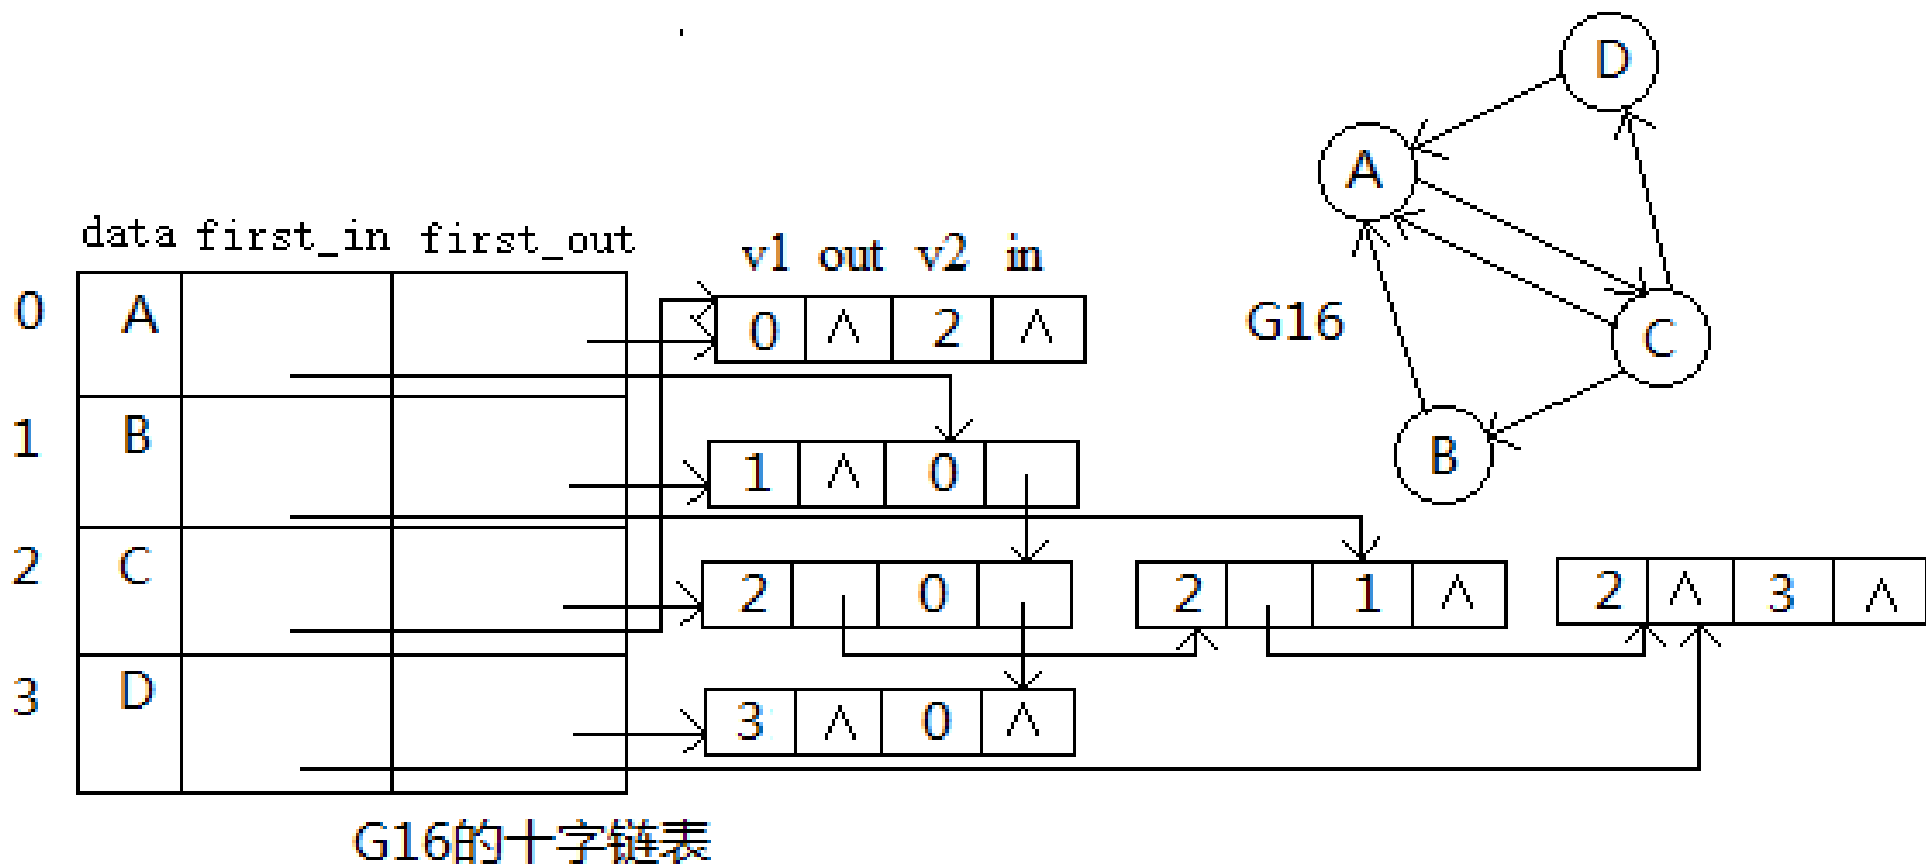 D
A
data first_in first_out v1 out v2 in
0 A 0 ∧ 2 ∧
G16 C
1 B 1 ∧ 0
B
2 C 2 0 2 1 ∧ 2 ∧ 3 ∧
3 D 3 ∧ 0 ∧
G16的十字链表